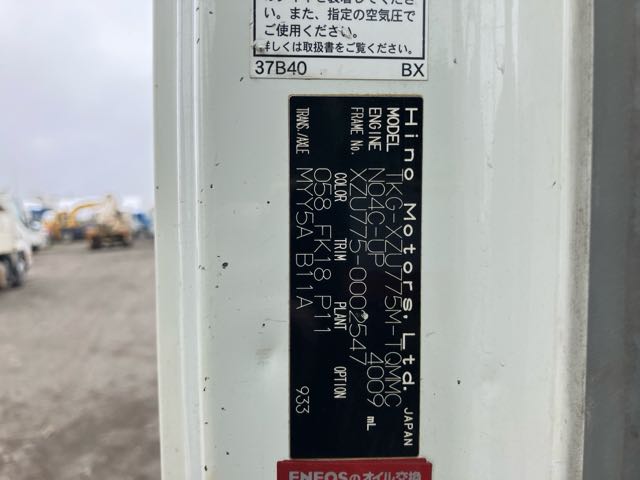 い。また、指定の空気圧で
ご使用ください。
詳しくは取扱書をご覧ください。
37B40 BX
Hino Motors, Ltd. JAPAN
MODEL TKG-XZU775M-TQMMC
ENGINE N04C-UP 4009 mL
FRAME No. XZU775-0002547
COLOR TRIM PLANT OPTION
058 FK18 P11
TRANS./AXLE MYY5A B11A 933
ENEOSのオイル交換